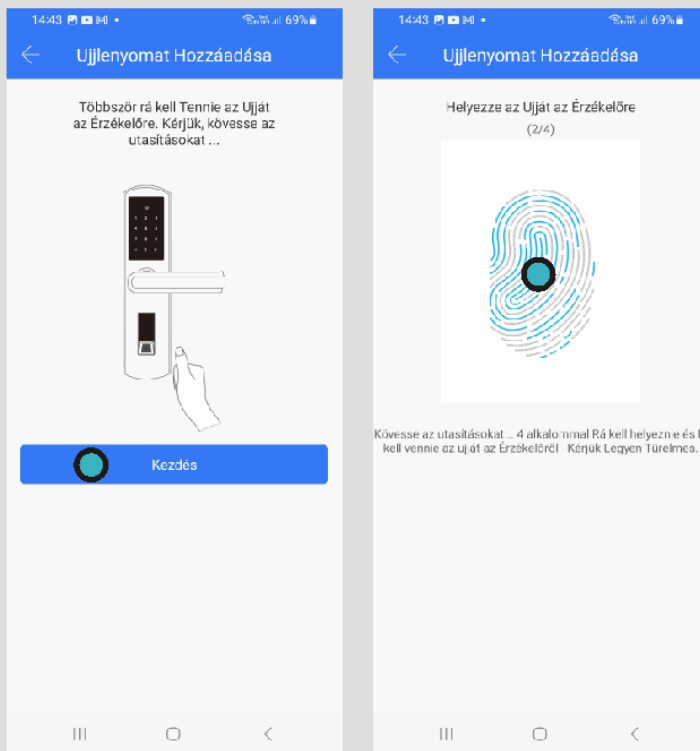 14:43
69%
Ujjlenyomat Hozzáadása
Többször rá kell Tennie az Ujját
az Érzékelőre. Kérjük, kövesse az
utasításokat ...
Kezdés
14:43
69%
Ujjlenyomat Hozzáadása
Helyezze az Ujját az Érzékelőre
(2/4)
Kövesse az utasításokat... 4 alkalommal Rá kell helyeznie és
kell vennie az ujját az Érzékelőről Kérjük Legyen Türelmes.